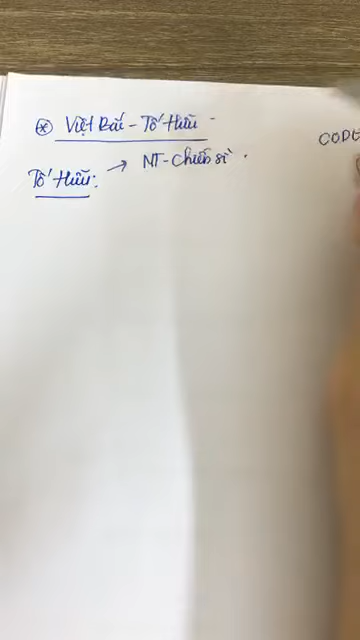 ⊛ Việt Bắc - Tố Hữu -
CODE
Tố Hữu: → NT - chiến sĩ.